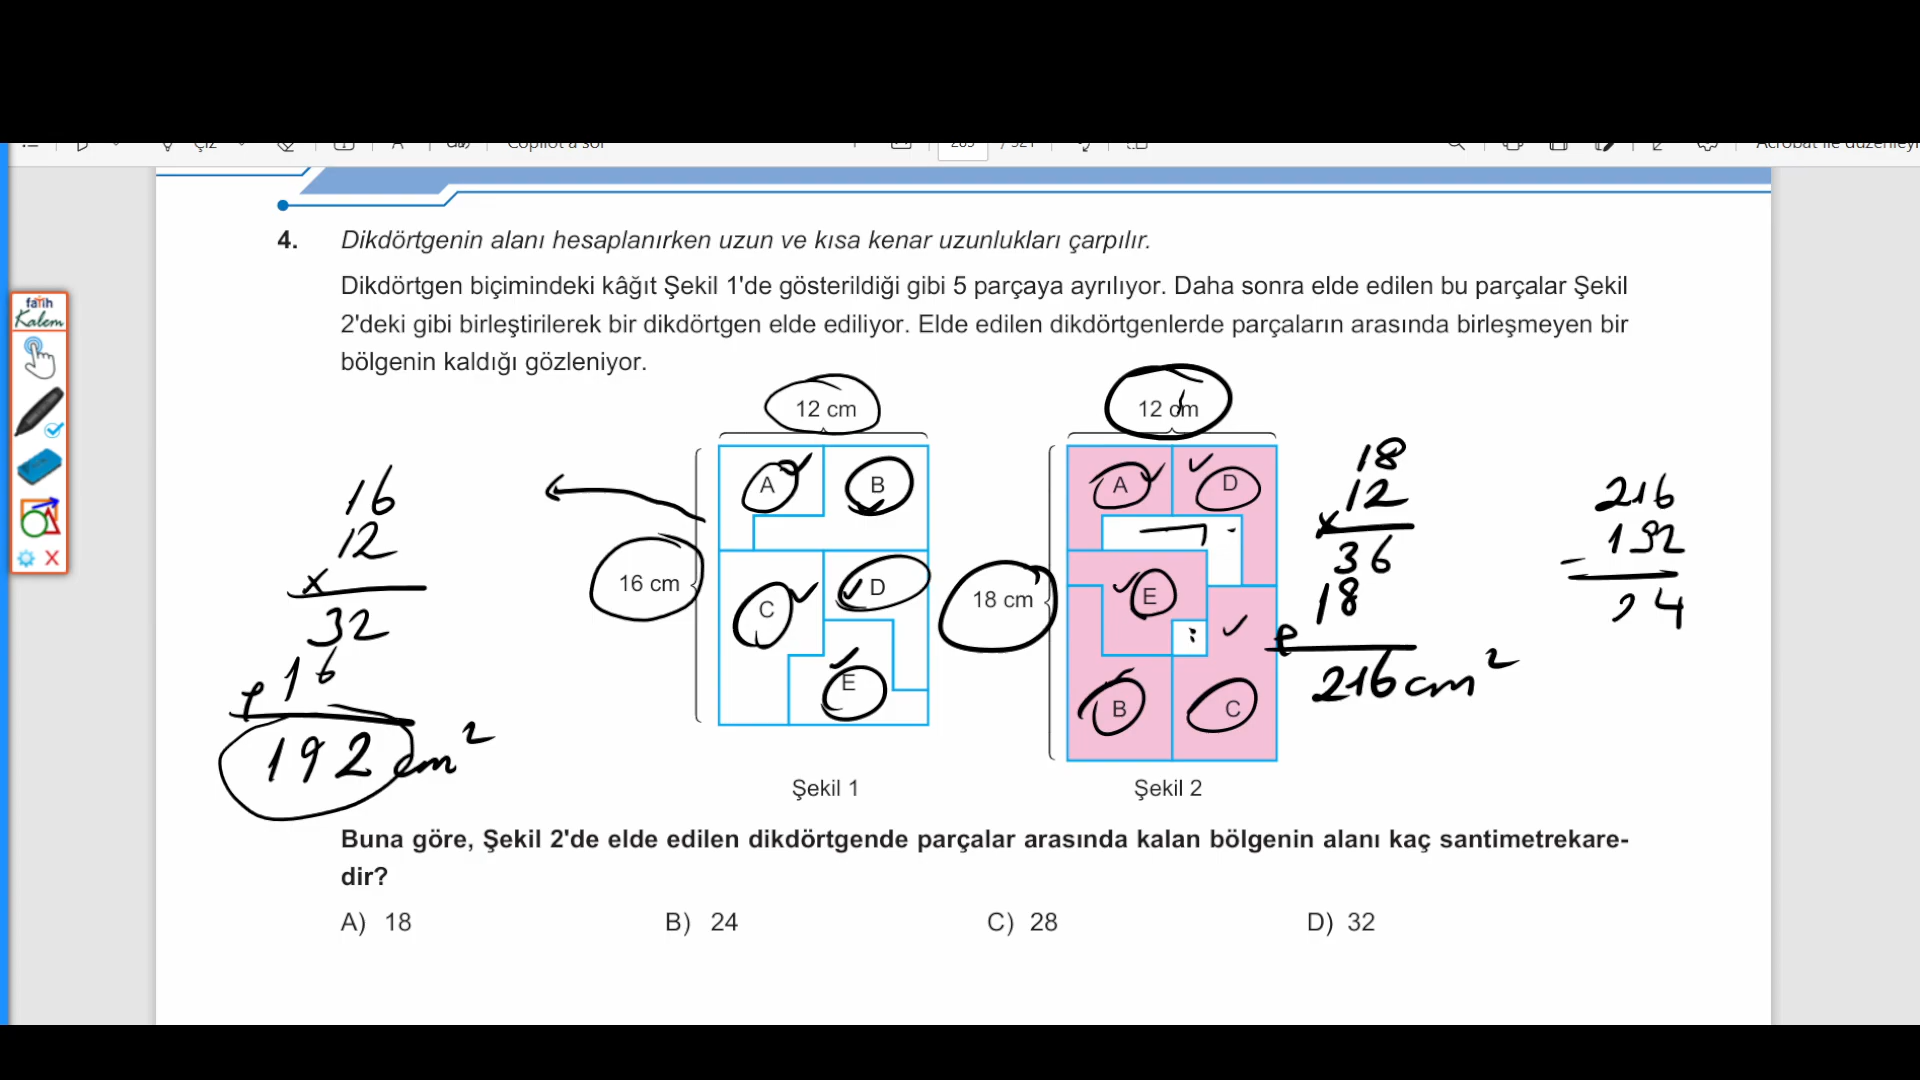 fatih
Kalem
4. Dikdörtgenin alanı hesaplanırken uzun ve kısa kenar uzunlukları çarpılır.
Dikdörtgen biçimindeki kâğıt Şekil 1'de gösterildiği gibi 5 parçaya ayrılıyor. Daha sonra elde edilen bu parçalar Şekil
2'deki gibi birleştirilerek bir dikdörtgen elde ediliyor. Elde edilen dikdörtgenlerde parçaların arasında birleşmeyen bir
bölgenin kaldığı gözleniyor.
16
12
x
32
16
192 cm²
12 cm
16 cm
A
B
C
D
E
Şekil 1
12 cm
18 cm
A
D
E
B
C
Şekil 2
18
12
x
36
18
216 cm²
216
192
-
24
Buna göre, Şekil 2'de elde edilen dikdörtgende parçalar arasında kalan bölgenin alanı kaç santimetrekare-
dir?
A) 18 B) 24 C) 28 D) 32